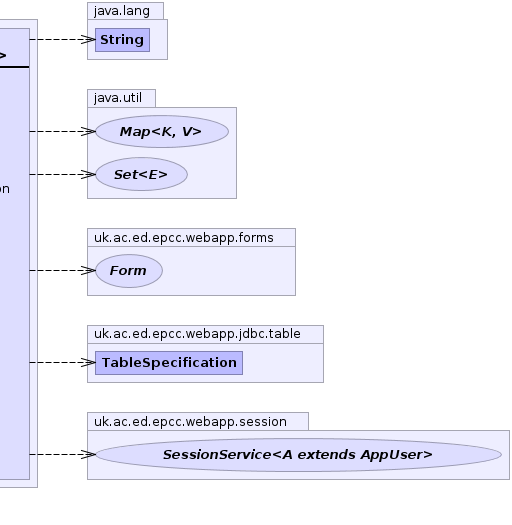 java.lang
>
String
java.util
Map<K, V>
Set<E>
on
uk.ac.ed.epcc.webapp.forms
Form
uk.ac.ed.epcc.webapp.jdbc.table
TableSpecification
uk.ac.ed.epcc.webapp.session
SessionService<A extends AppUser>